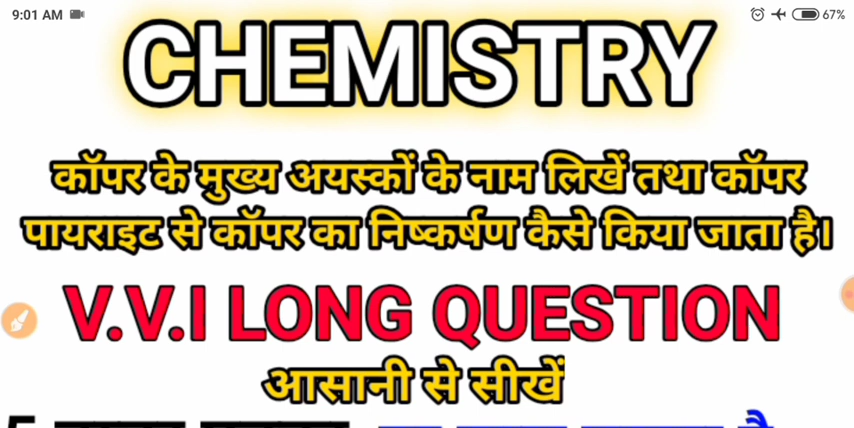 9:01 AM
67%
CHEMISTRY
कॉपर के मुख्य अयस्कों के नाम लिखें तथा कॉपर
पायराइट से कॉपर का निष्कर्षण कैसे किया जाता है।
V.V.I LONG QUESTION
आसानी से सीखें